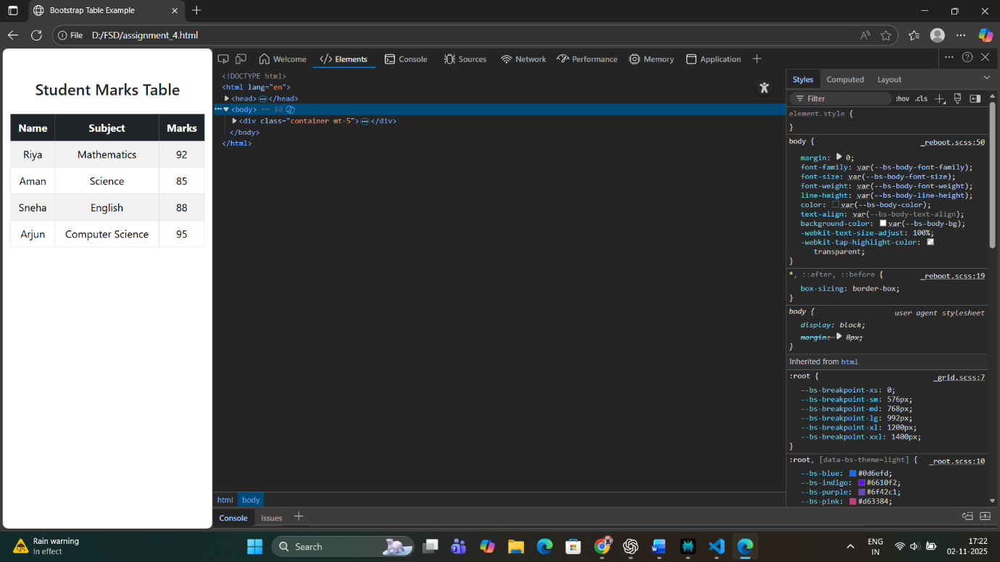 Bootstrap Table Example
File D:/FSD/assignment_4.html
Student Marks Table
Name Subject Marks
Riya Mathematics 92
Aman Science 85
Sneha English 88
Arjun Computer Science 95
Welcome Elements Console Sources Network Performance Memory Application
<!DOCTYPE html>
<html lang="en">
<head> ⋯ </head>
<body> == $0
<div class="container mt-5"> ⋯ </div>
</body>
</html>
html body
Console Issues
Styles Computed Layout
Filter :hov .cls
element.style {
}
body { _reboot.scss:50
margin: 0;
font-family: var(--bs-body-font-family);
font-size: var(--bs-body-font-size);
font-weight: var(--bs-body-font-weight);
line-height: var(--bs-body-line-height);
color: var(--bs-body-color);
text-align: var(--bs-body-text-align);
background-color: var(--bs-body-bg);
-webkit-text-size-adjust: 100%;
-webkit-tap-highlight-color:
transparent;
}
*, ::after, ::before { _reboot.scss:19
box-sizing: border-box;
}
body { user agent stylesheet
display: block;
margin: 8px;
}
Inherited from html
:root { _grid.scss:7
--bs-breakpoint-xs: 0;
--bs-breakpoint-sm: 576px;
--bs-breakpoint-md: 768px;
--bs-breakpoint-lg: 992px;
--bs-breakpoint-xl: 1200px;
--bs-breakpoint-xxl: 1400px;
}
:root, [data-bs-theme=light] { _root.scss:10
--bs-blue: #0d6efd;
--bs-indigo: #6610f2;
--bs-purple: #6f42c1;
--bs-pink: #d63384;
Rain warning
In effect
Search
ENG
IN
17:22
02-11-2025